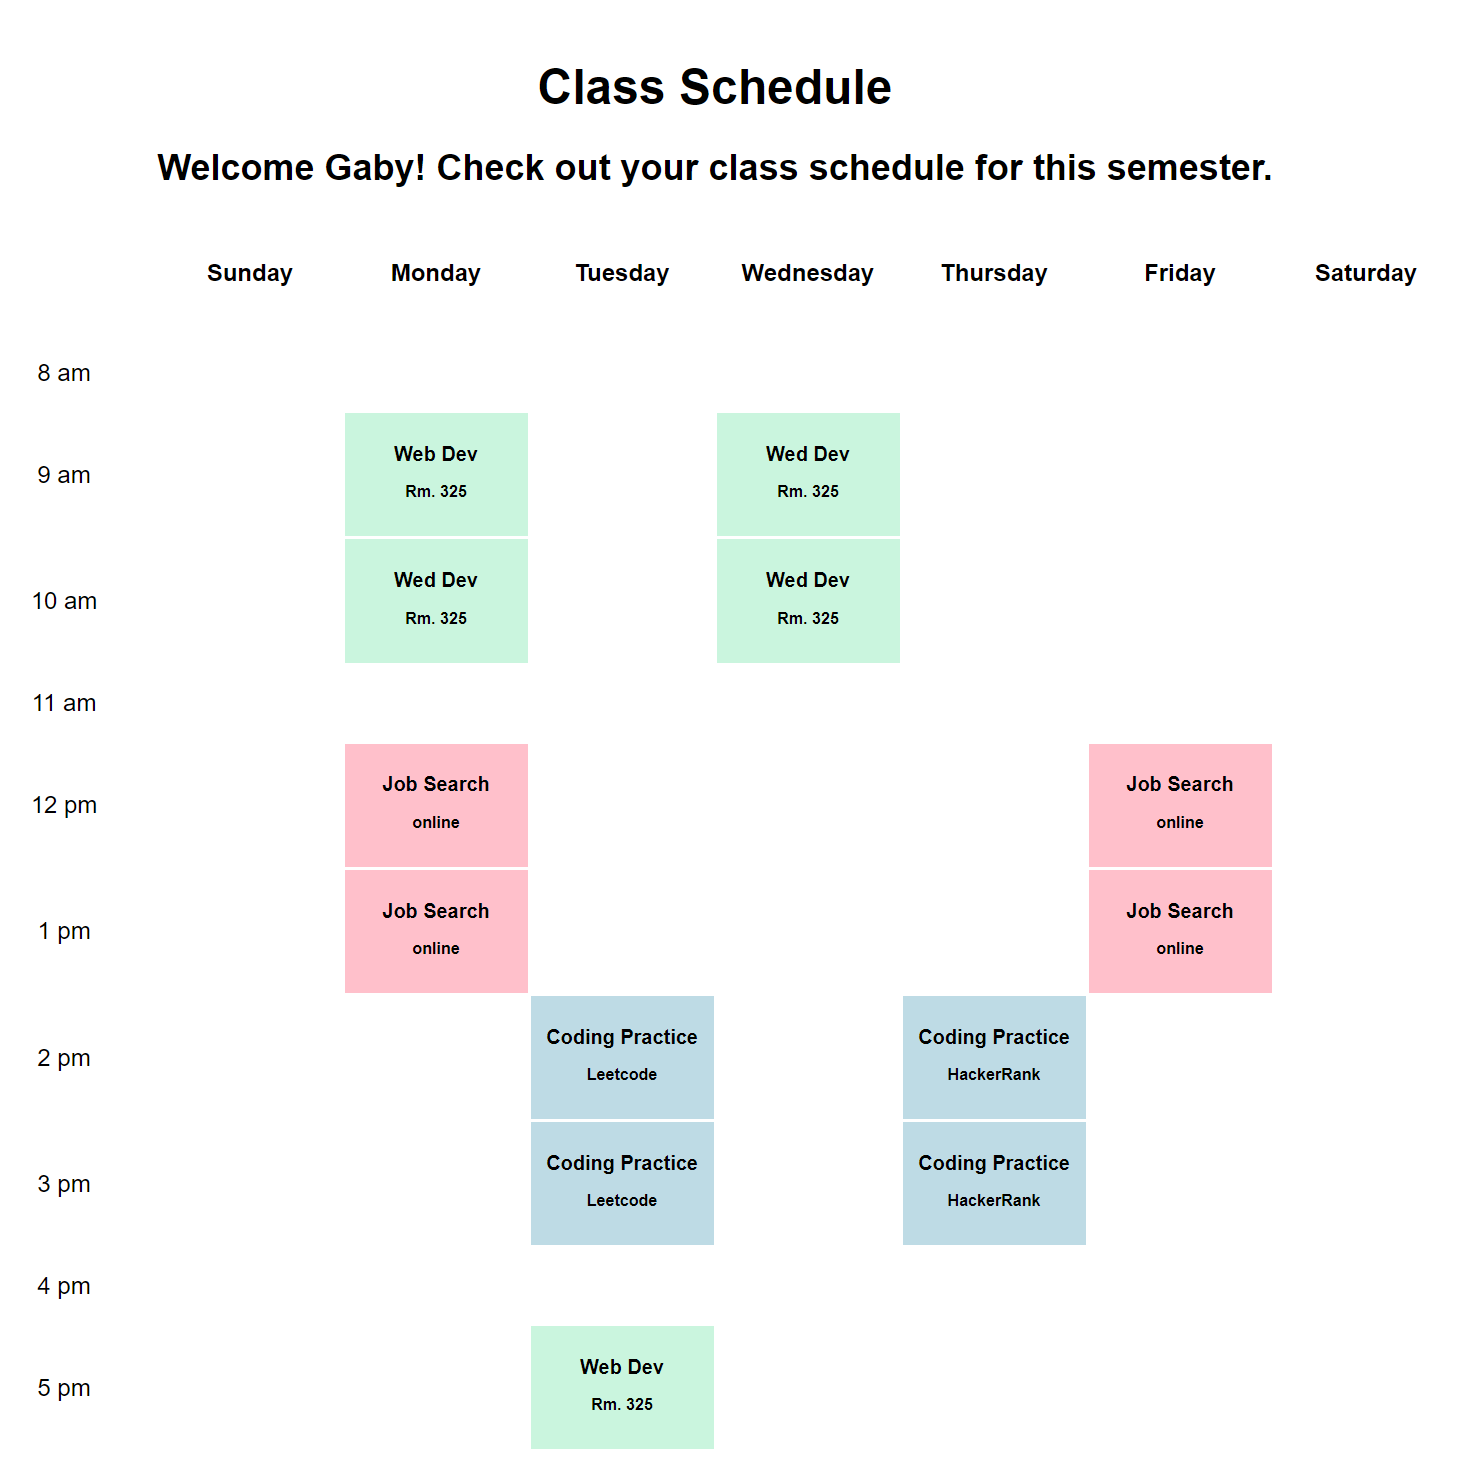 Class Schedule
Welcome Gaby! Check out your class schedule for this semester.
Sunday Monday Tuesday Wednesday Thursday Friday Saturday
8 am
9 am
Web Dev
Rm. 325
Wed Dev
Rm. 325
10 am
Wed Dev
Rm. 325
Wed Dev
Rm. 325
11 am
12 pm
Job Search
online
Job Search
online
1 pm
Job Search
online
Job Search
online
2 pm
Coding Practice
Leetcode
Coding Practice
HackerRank
3 pm
Coding Practice
Leetcode
Coding Practice
HackerRank
4 pm
5 pm
Web Dev
Rm. 325